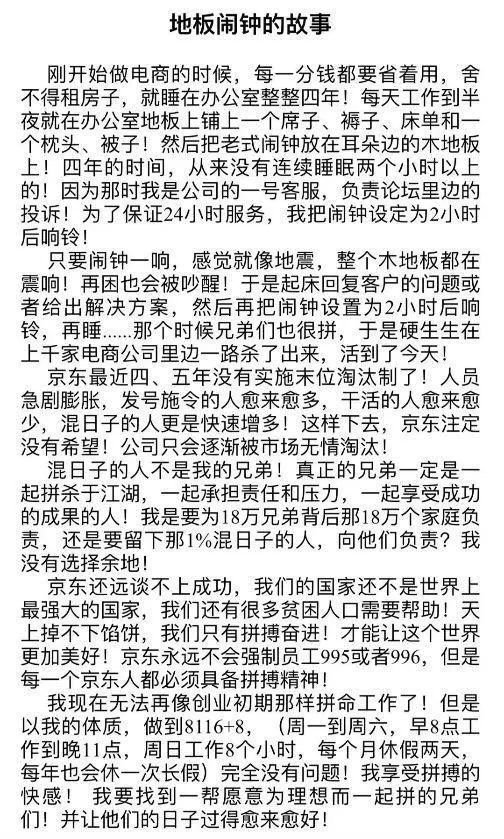 地板闹钟的故事
刚开始做电商的时候，每一分钱都要省着用，舍
不得租房子，就睡在办公室整整四年！每天工作到半
夜就在办公室地板上铺上一个席子、褥子、床单和一
个枕头、被子！然后把老式闹钟放在耳朵边的木地板
上！四年的时间，从来没有连续睡眠两个小时以上
的！因为那时我是公司的一号客服，负责论坛里边的
投诉！为了保证24小时服务，我把闹钟设定为2小时
后响铃！
只要闹钟一响，感觉就像地震，整个木地板都在
震响！再困也会被吵醒！于是起床回复客户的问题或
者给出解决方案，然后再把闹钟设置为2小时后响
铃，再睡......那个时候兄弟们也很拼，于是硬生生在
上千家电商公司里边一路杀了出来，活到了今天！
京东最近四、五年没有实施末位淘汰制了！人员
急剧膨胀，发号施令的人愈来愈多，干活的人愈来愈
少，混日子的人更是快速增多！这样下去，京东注定
没有希望！公司只会逐渐被市场无情淘汰！
混日子的人不是我的兄弟！真正的兄弟一定是一
起拼杀于江湖，一起承担责任和压力，一起享受成功
的成果的人！我是要为18万兄弟背后那18万个家庭负
责，还是要留下那1%混日子的人，向他们负责？我
没有选择余地！
京东还远谈不上成功，我们的国家还不是世界上
最强大的国家，我们还有很多贫困人口需要帮助！天
上掉不下馅饼，我们只有拼搏奋进！才能让这个世界
更加美好！京东永远不会强制员工995或者996，但是
每一个京东人都必须具备拼搏精神！
我现在无法再像创业初期那样拼命工作了！但是
以我的体质，做到8116+8，（周一到周六，早8点工
作到晚11点，周日工作8个小时，每个月休假两天，
每年也会休一次长假）完全没有问题！我享受拼搏的
快感！ 我要找到一帮愿意为理想而一起拼的兄弟
们！并让他们的日子过得愈来愈好！